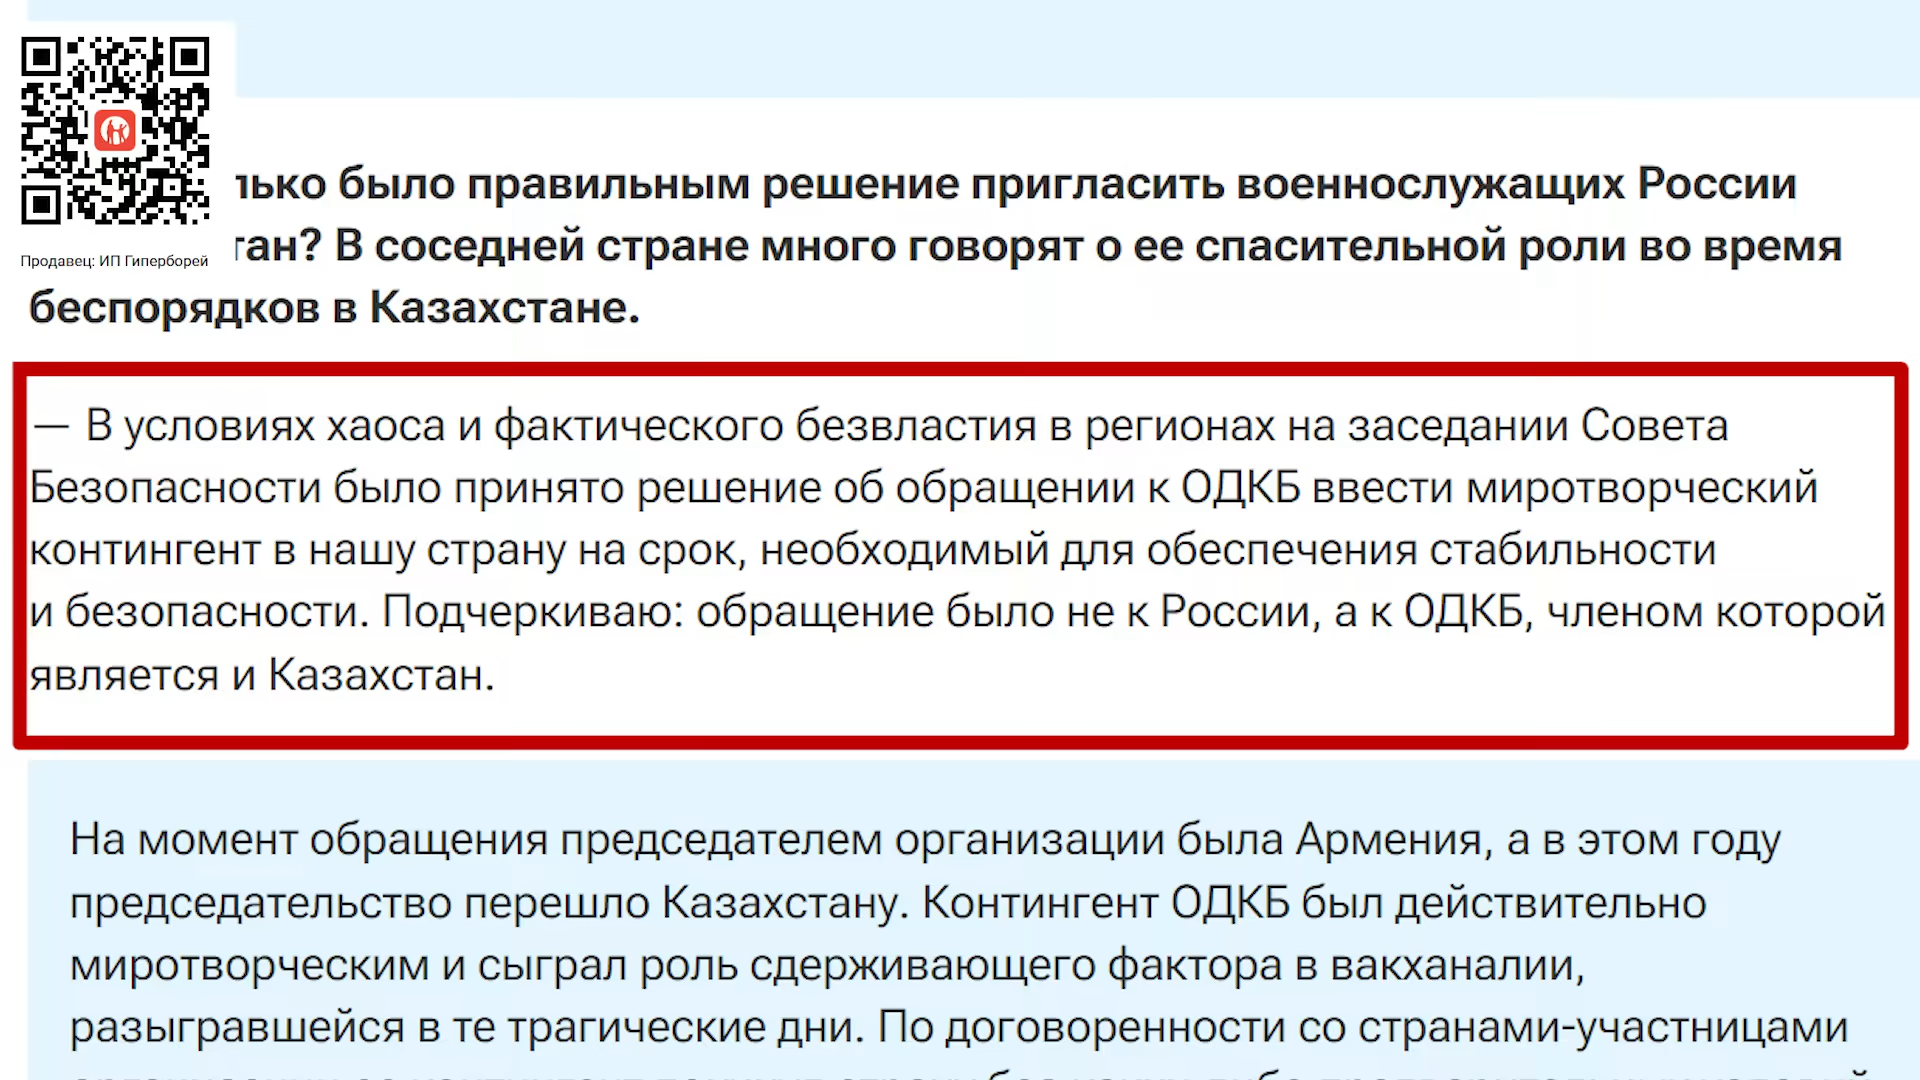 Продавец: ИП Гиперборей
было правильным решение пригласить военнослужащих России
В соседней стране много говорят о ее спасительной роли во время
беспорядков в Казахстане.
— В условиях хаоса и фактического безвластия в регионах на заседании Совета
Безопасности было принято решение об обращении к ОДКБ ввести миротворческий
контингент в нашу страну на срок, необходимый для обеспечения стабильности
и безопасности. Подчеркиваю: обращение было не к России, а к ОДКБ, членом которой
является и Казахстан.
На момент обращения председателем организации была Армения, а в этом году
председательство перешло Казахстану. Контингент ОДКБ был действительно
миротворческим и сыграл роль сдерживающего фактора в вакханалии,
разыгравшейся в те трагические дни. По договоренности со странами-участницами